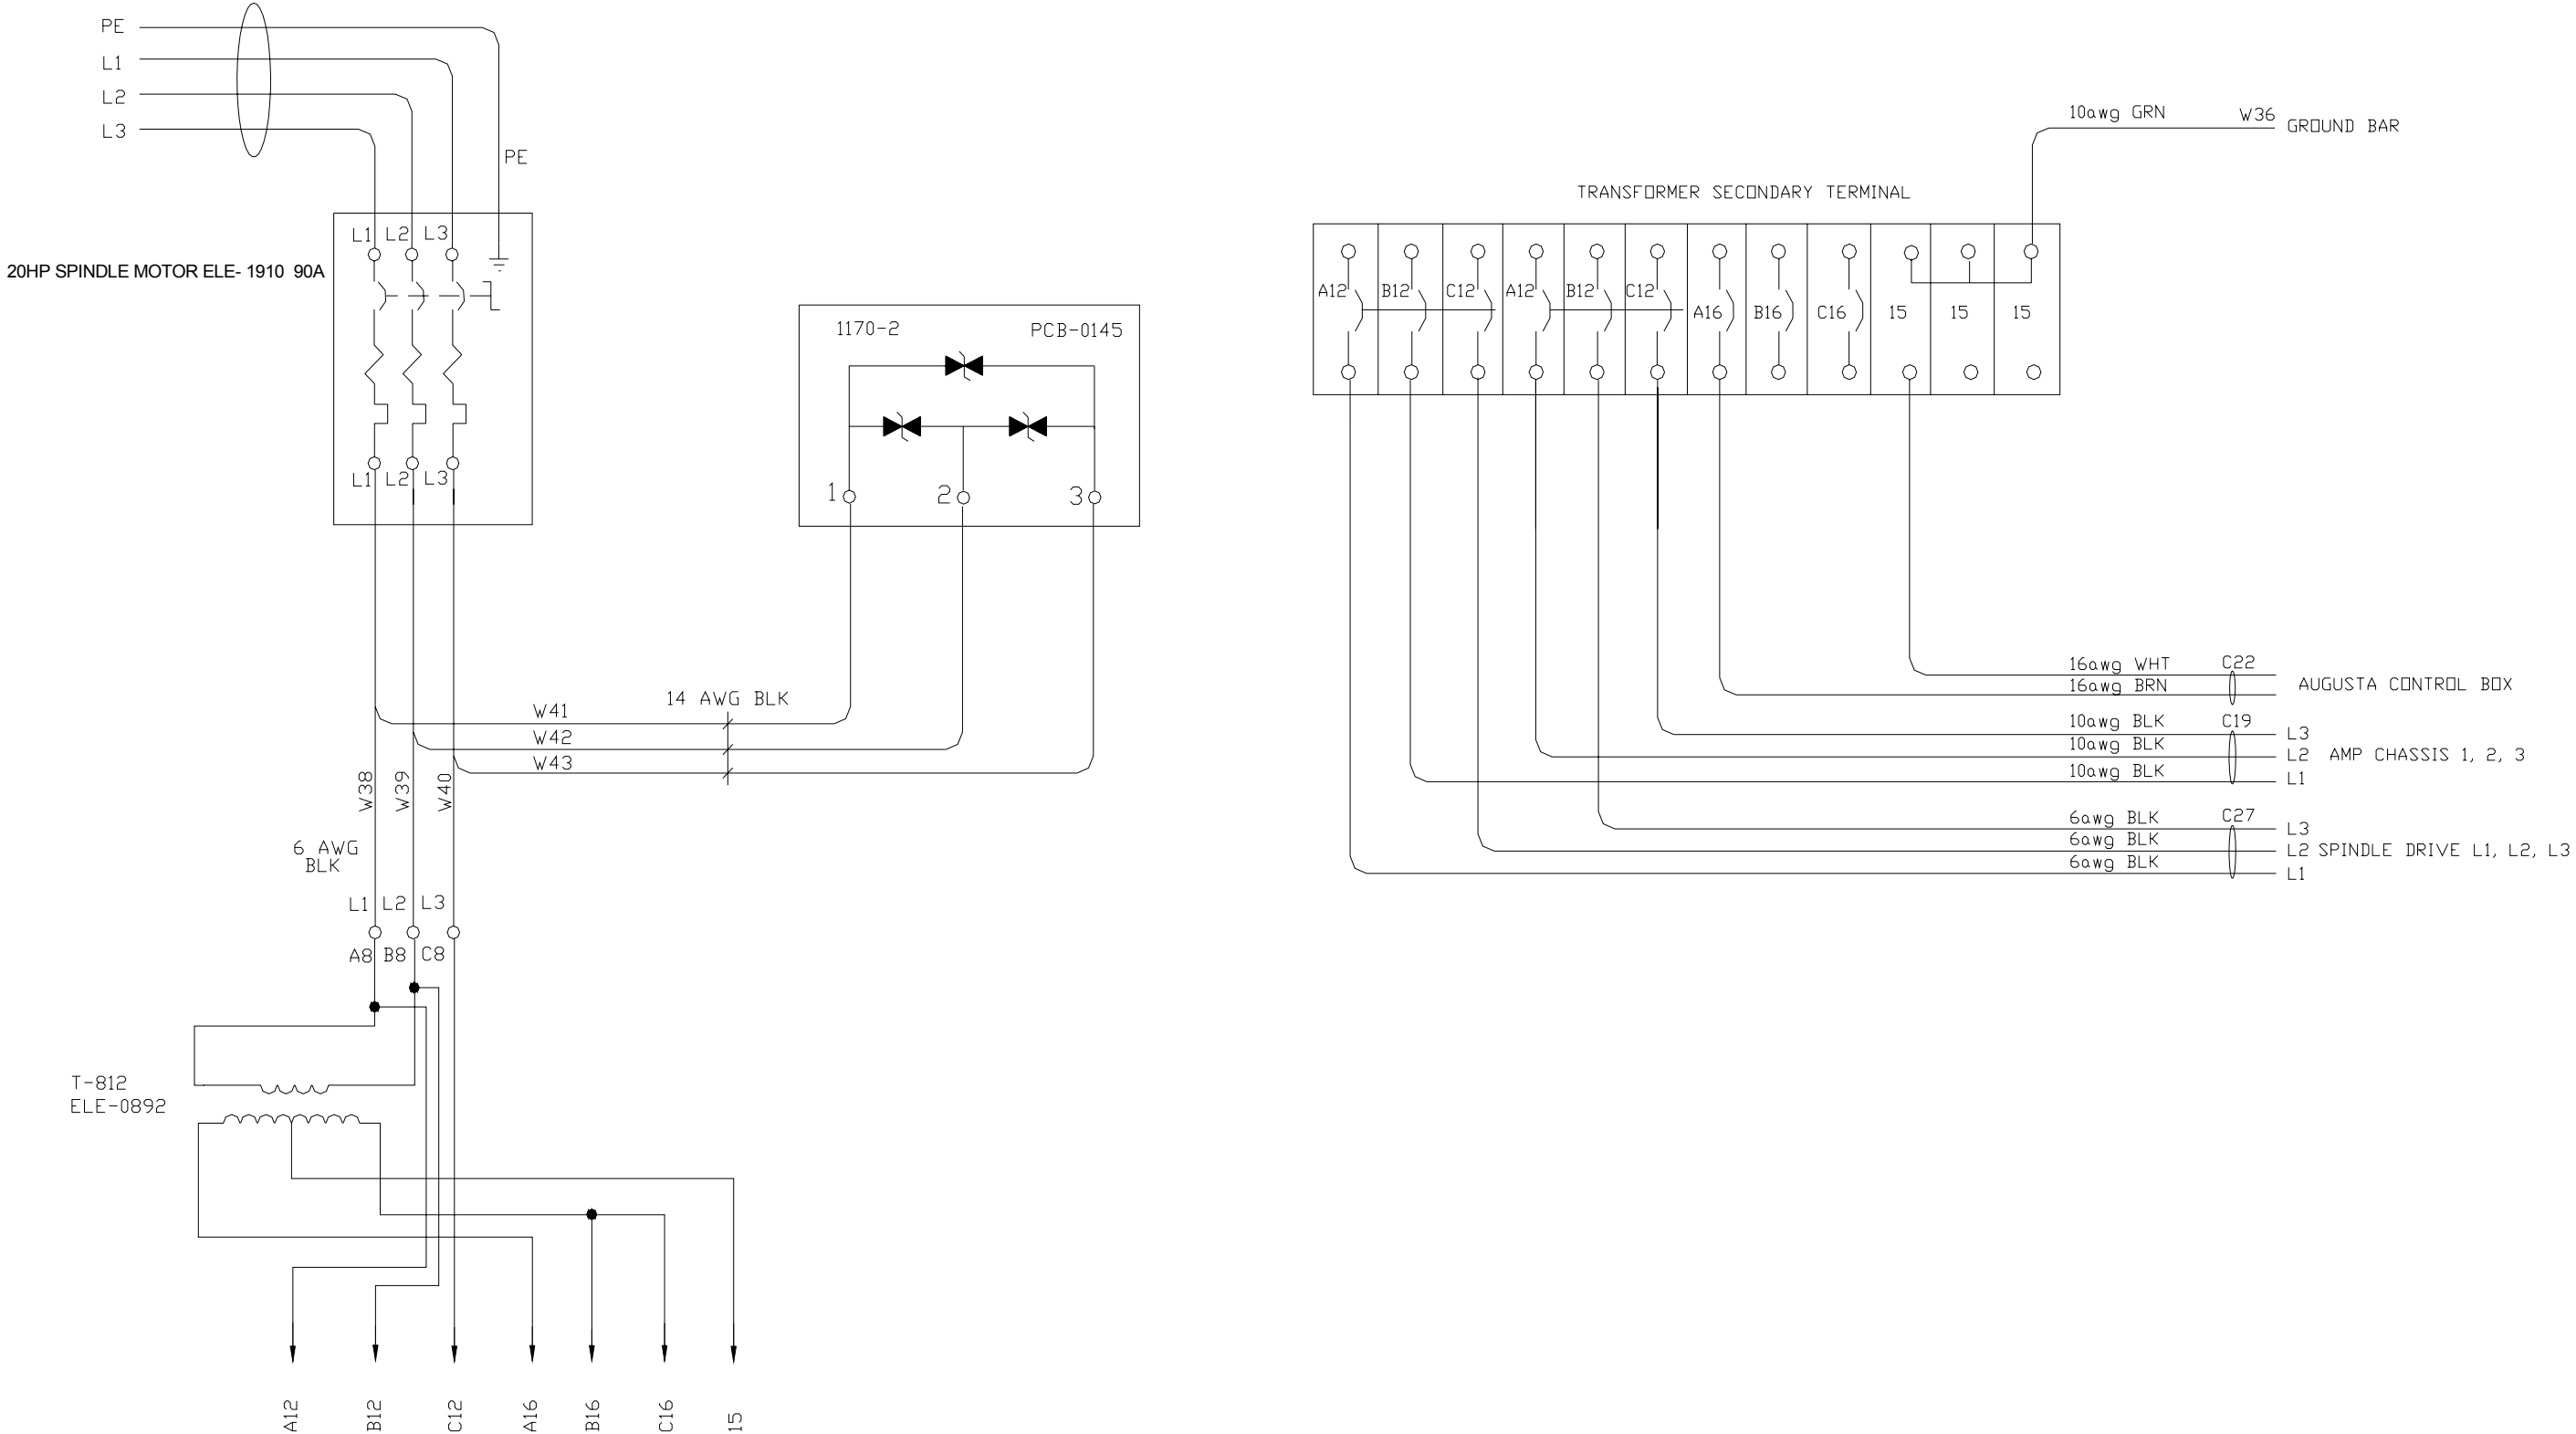 PE
L1
L2
L3
PE
20HP SPINDLE MOTOR ELE- 1910  90A
L1 L2 L3
L1 L2 L3
1170-2 PCB-0145
1 2 3
14 AWG BLK
W41
W42
W43
W38 W39 W40
6 AWG
BLK
L1 L2 L3
A8 B8 C8
T-812
ELE-0892
A12 B12 C12 A16 B16 C16 15
TRANSFORMER SECONDARY TERMINAL
A12 B12 C12 A12 B12 C12 A16 B16 C16 15 15 15
10awg GRN W36 GROUND BAR
16awg WHT C22
16awg BRN AUGUSTA CONTROL BOX
10awg BLK C19 L3
10awg BLK L2 AMP CHASSIS 1, 2, 3
10awg BLK L1
6awg BLK C27 L3
6awg BLK L2 SPINDLE DRIVE L1, L2, L3
6awg BLK L1